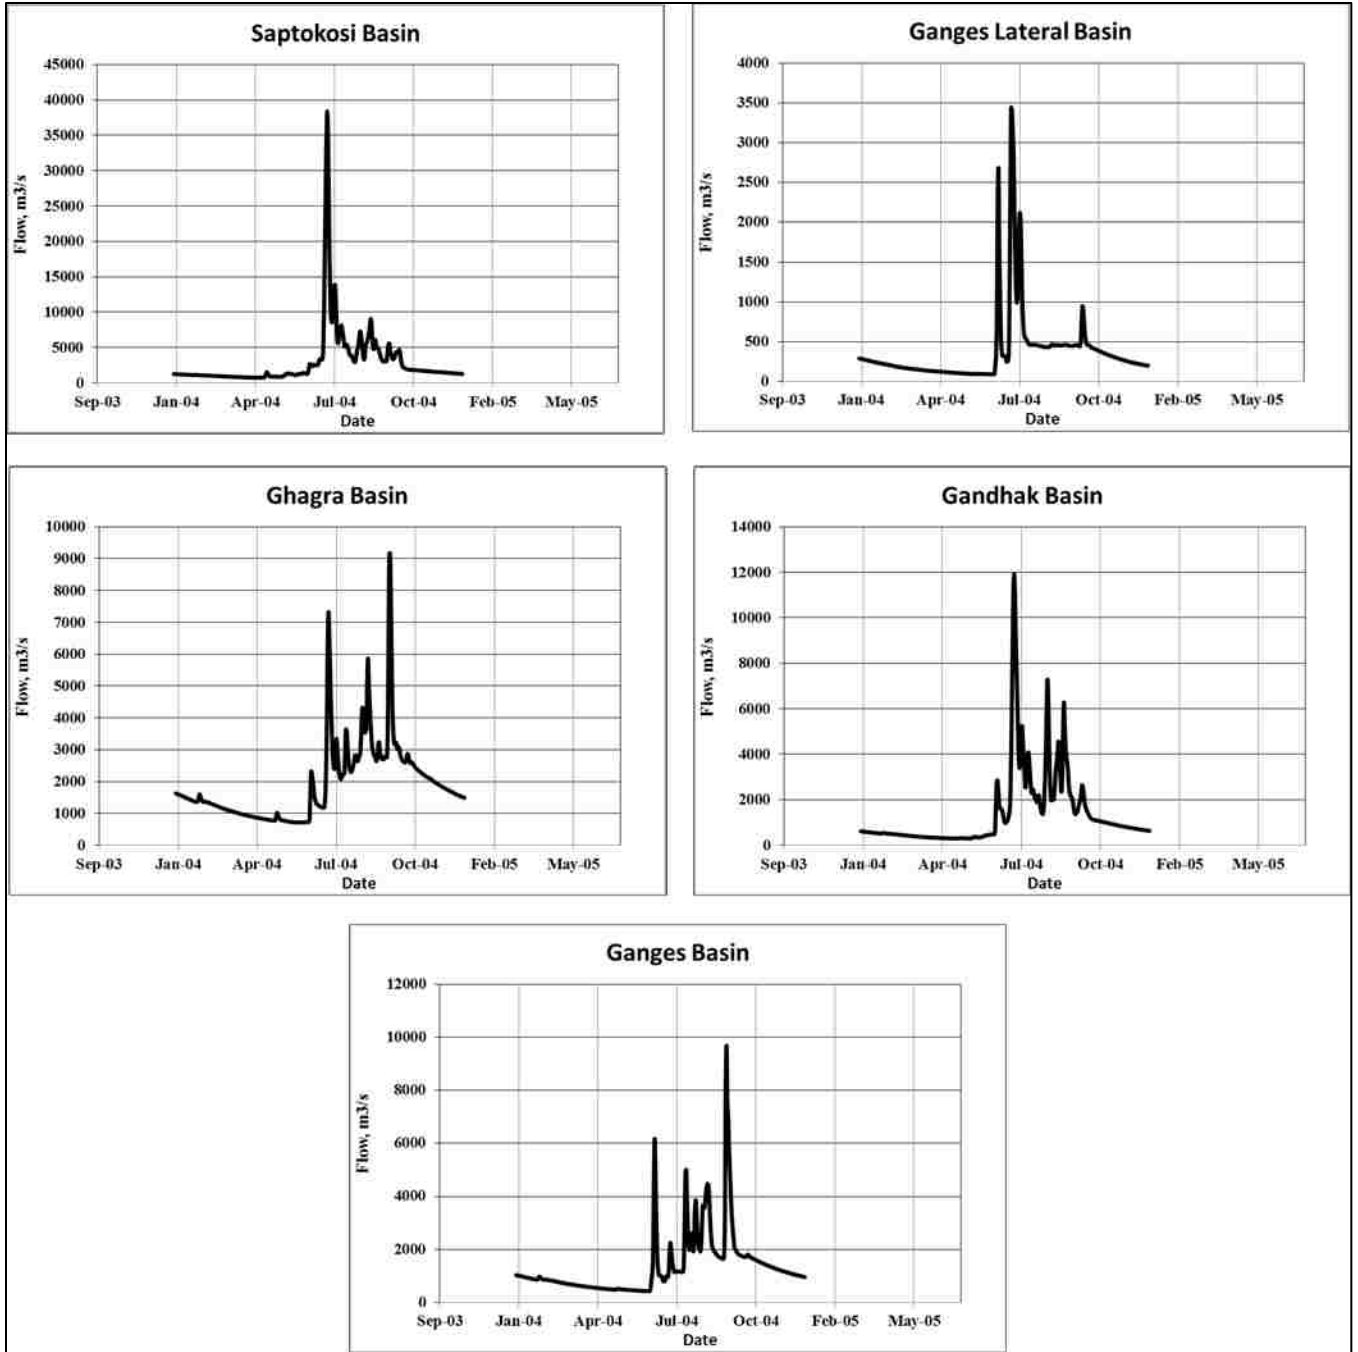 Saptokosi Basin
45000
40000
35000
30000
25000
20000
15000
10000
5000
0
Flow, m3/s
Sep-03 Jan-04 Apr-04 Jul-04 Oct-04 Feb-05 May-05
Date
Ganges Lateral Basin
4000
3500
3000
2500
2000
1500
1000
500
0
Flow, m3/s
Sep-03 Jan-04 Apr-04 Jul-04 Oct-04 Feb-05 May-05
Date
Ghagra Basin
10000
9000
8000
7000
6000
5000
4000
3000
2000
1000
0
Flow, m3/s
Sep-03 Jan-04 Apr-04 Jul-04 Oct-04 Feb-05 May-05
Date
Gandhak Basin
14000
12000
10000
8000
6000
4000
2000
0
Flow, m3/s
Sep-03 Jan-04 Apr-04 Jul-04 Oct-04 Feb-05 May-05
Date
Ganges Basin
12000
10000
8000
6000
4000
2000
0
Flow, m3/s
Sep-03 Jan-04 Apr-04 Jul-04 Oct-04 Feb-05 May-05
Date